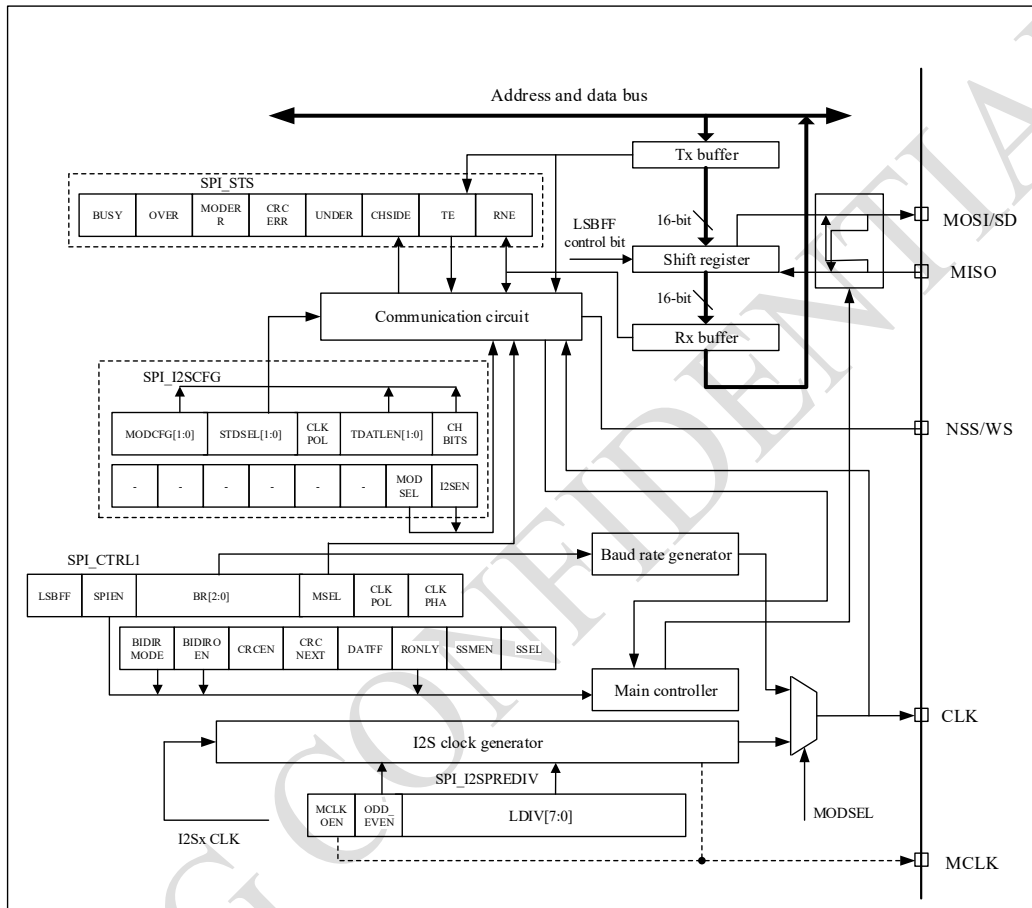 Address and data bus
Tx buffer
SPI_STS
BUSY
OVER
MODER
R
CRC
ERR
UNDER
CHSIDE
TE
RNE
16-bit
LSBFF
control bit
Shift register
MOSI/SD
MISO
16-bit
Communication circuit
Rx buffer
SPI_I2SCFG
MODCFG[1:0]
STDSEL[1:0]
CLK
POL
TDATLEN[1:0]
CH
BITS
NSS/WS
-
-
-
-
-
-
MOD
SEL
I2SEN
SPI_CTRL1
Baud rate generator
LSBFF
SPIEN
BR[2:0]
MSEL
CLK
POL
CLK
PHA
BIDIR
MODE
BIDIRO
EN
CRCEN
CRC
NEXT
DATFF
RONLY
SSMEN
SSEL
Main controller
CLK
I2S clock generator
SPI_I2SPREDIV
MCLK
OEN
ODD_
EVEN
LDIV[7:0]
I2Sx CLK
MODSEL
MCLK
G CONFIDENTIA